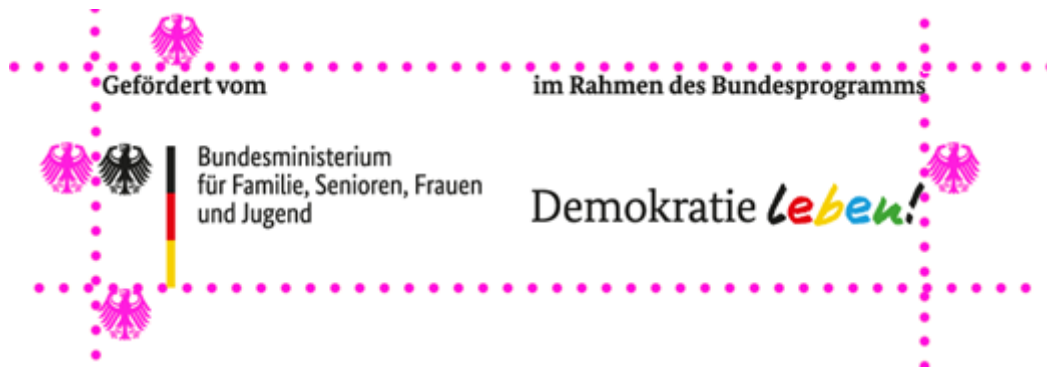 Gefördert vom
im Rahmen des Bundesprogramms
Bundesministerium
für Familie, Senioren, Frauen
und Jugend
Demokratie Leben!